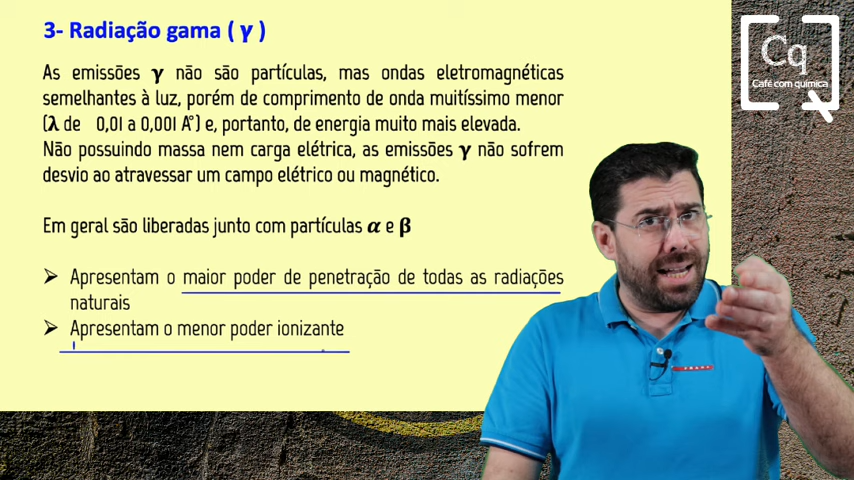 3- Radiação gama ( γ )
As emissões γ não são partículas, mas ondas eletromagnéticas
semelhantes à luz, porém de comprimento de onda muitíssimo menor
(λ de 0,01 a 0,001 A°) e, portanto, de energia muito mais elevada.
Não possuindo massa nem carga elétrica, as emissões γ não sofrem
desvio ao atravessar um campo elétrico ou magnético.
Em geral são liberadas junto com partículas α e β
➢ Apresentam o maior poder de penetração de todas as radiações
naturais
➢ Apresentam o menor poder ionizante
Cq
Café com química
PRADA